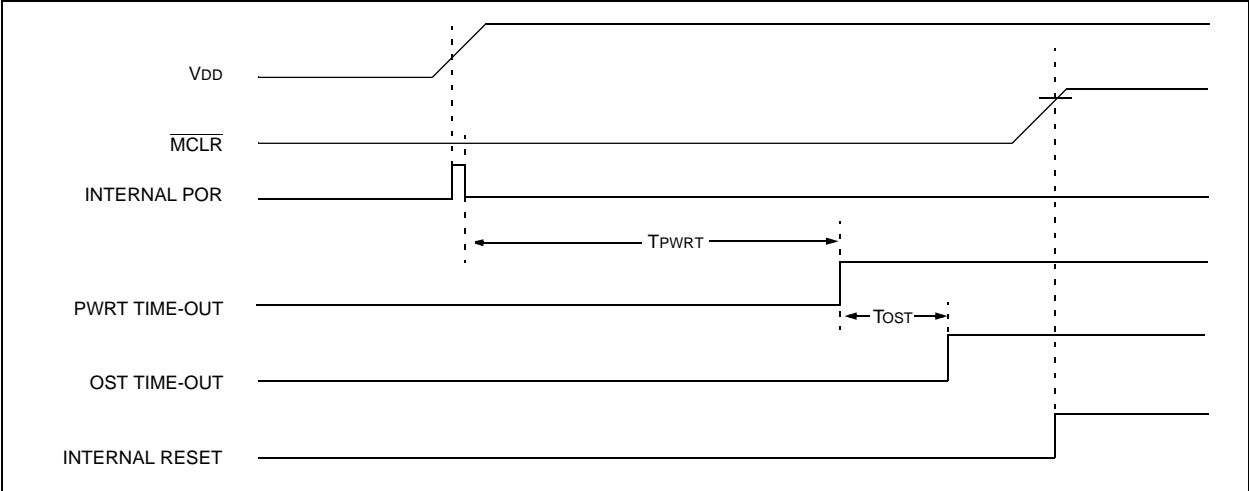 VDD
MCLR
INTERNAL POR
TPWRT
PWRT TIME-OUT
TOST
OST TIME-OUT
INTERNAL RESET